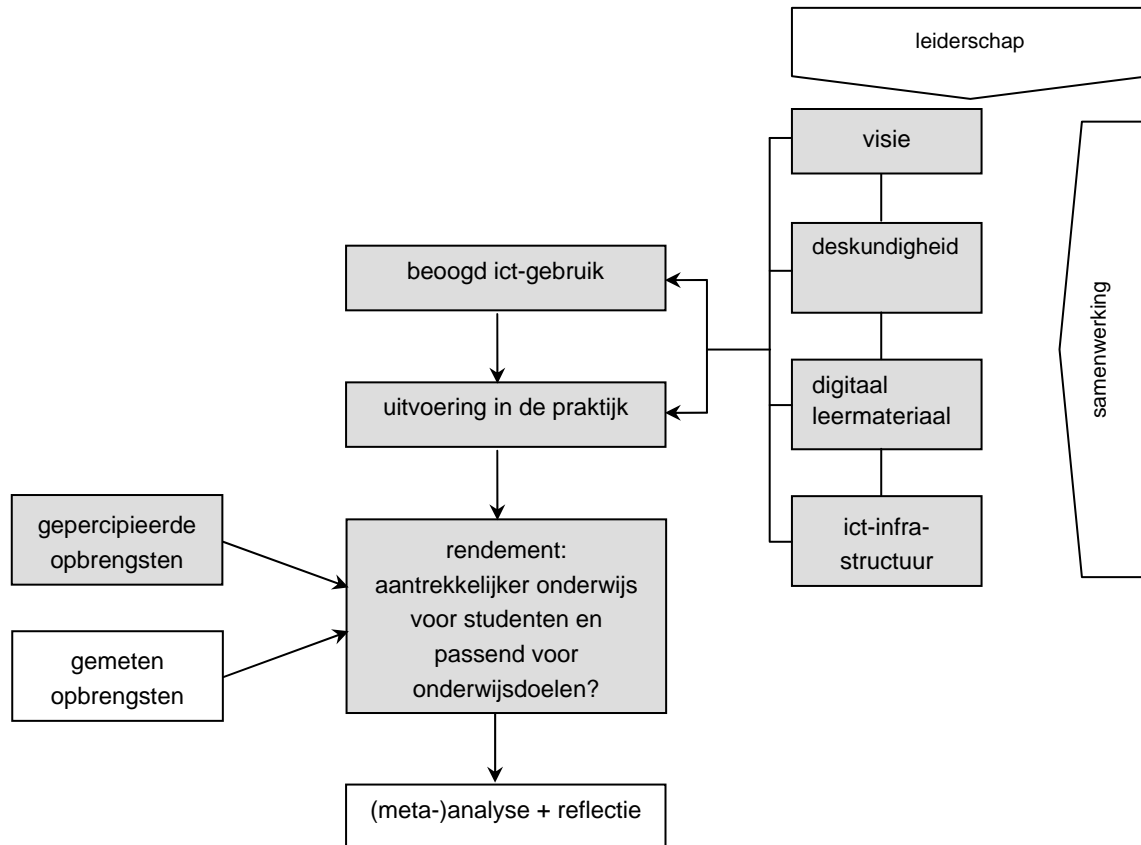 leiderschap
visie
deskundigheid
samenwerking
beoogd ict-gebruik
digitaal
leermateriaal
uitvoering in de praktijk
ict-infra-
structuur
gepercipieerde
opbrengsten
rendement:
aantrekkelijker onderwijs
voor studenten en
passend voor
onderwijsdoelen?
gemeten
opbrengsten
(meta-)analyse + reflectie